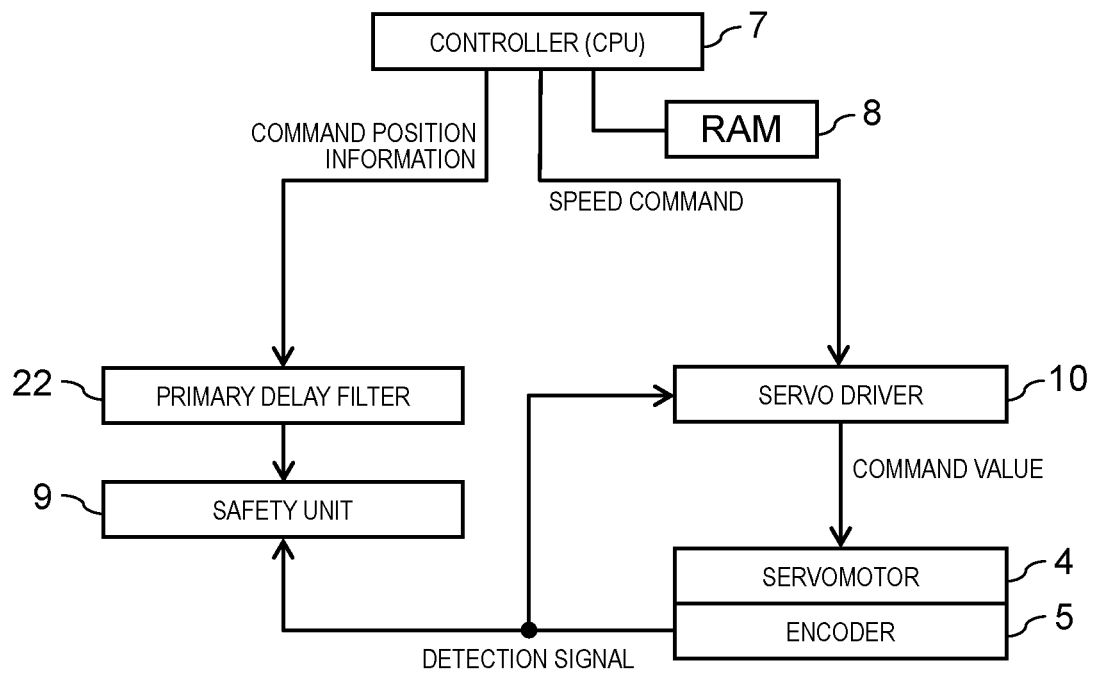 CONTROLLER (CPU)
7
RAM
8
COMMAND POSITION
INFORMATION
SPEED COMMAND
22
PRIMARY DELAY FILTER
SERVO DRIVER
10
COMMAND VALUE
9
SAFETY UNIT
SERVOMOTOR
4
ENCODER
5
DETECTION SIGNAL